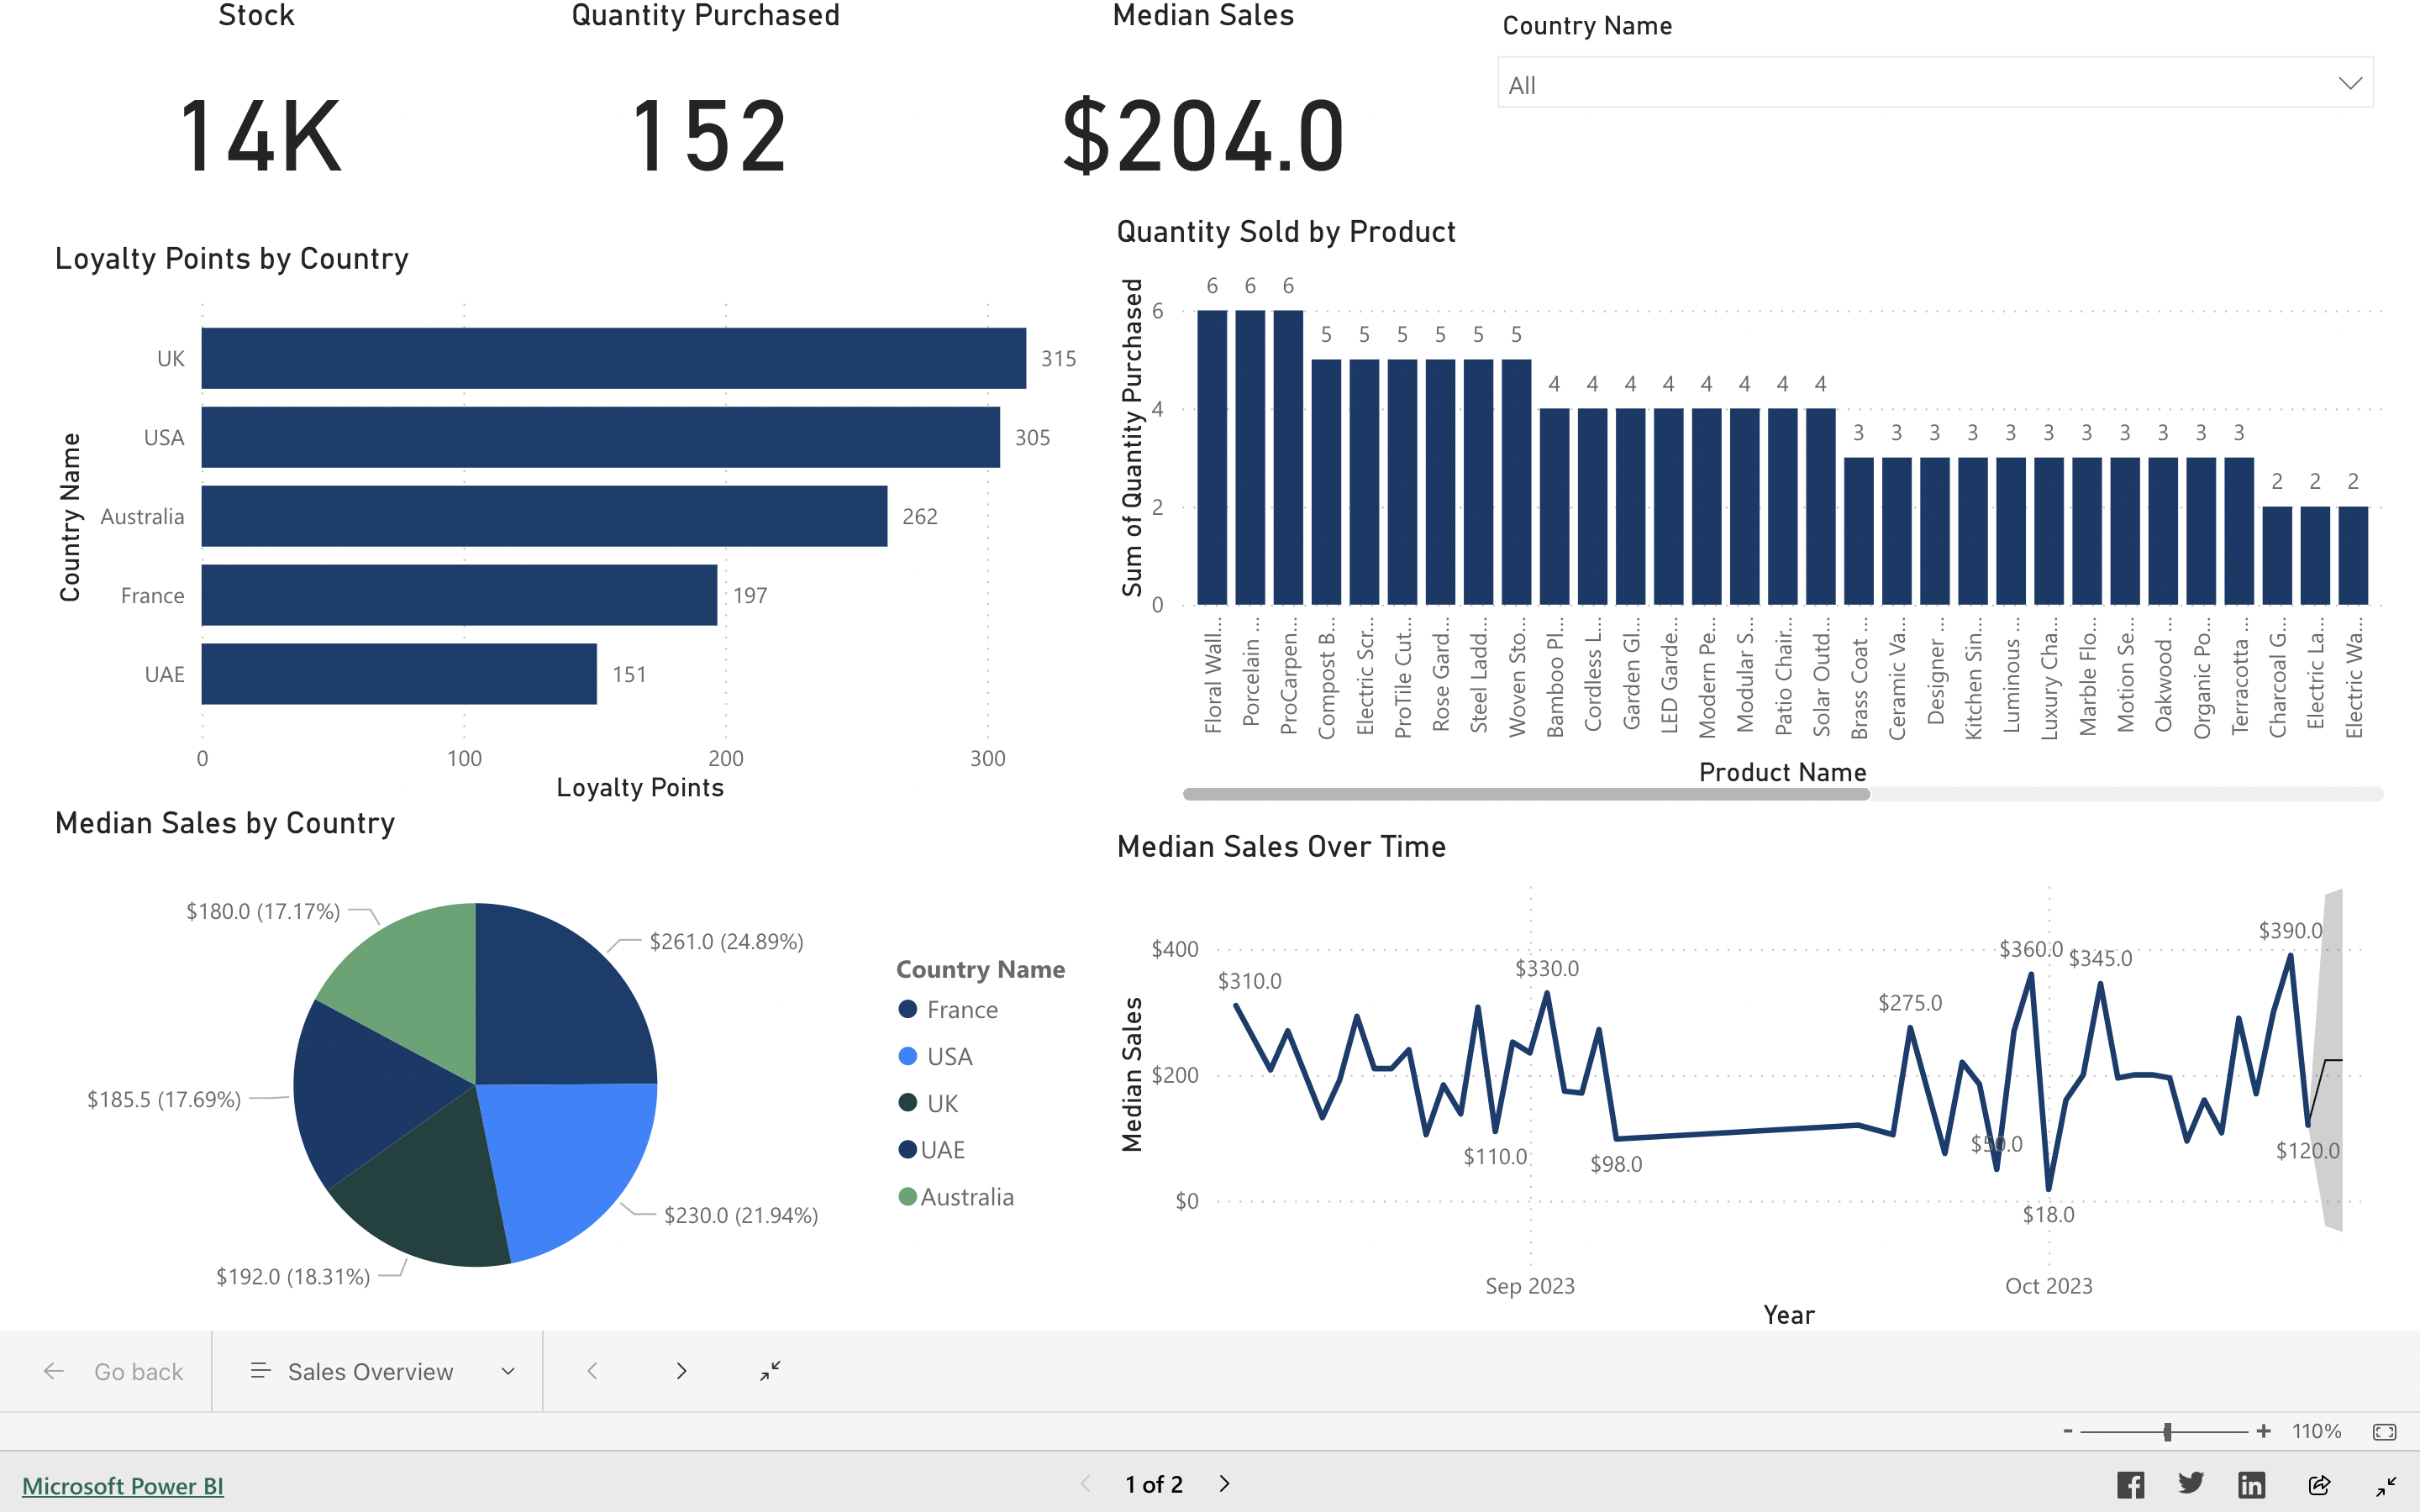 Stock
14K
Quantity Purchased
152
Median Sales
$204.0
Country Name
All
Loyalty Points by Country
Country Name
UK
315
USA
305
Australia
262
France
197
UAE
151
0 100 200 300
Loyalty Points
Quantity Sold by Product
Sum of Quantity Purchased
6
4
2
0
6 6 6 5 5 5 5 5 5 4 4 4 4 4 4 4 4 3 3 3 3 3 3 3 3 3 3 3 2 2 2
Floral Wall...
Porcelain ...
ProCarpen...
Compost B...
Electric Scr...
ProTile Cut...
Rose Gard...
Steel Ladd...
Woven Sto...
Bamboo Pl...
Cordless L...
Garden Gl...
LED Garde...
Modern Pe...
Modular S...
Patio Chair...
Solar Outd...
Brass Coat ...
Ceramic Va...
Designer ...
Kitchen Sin...
Luminous ...
Luxury Cha...
Marble Flo...
Motion Se...
Oakwood ...
Organic Po...
Terracotta ...
Charcoal G...
Electric La...
Electric Wa...
Product Name
Median Sales by Country
$180.0 (17.17%)
$261.0 (24.89%)
$185.5 (17.69%)
$230.0 (21.94%)
$192.0 (18.31%)
Country Name
France
USA
UK
UAE
Australia
Median Sales Over Time
Median Sales
$400
$200
$0
$310.0
$110.0
$330.0
$98.0
$275.0
$50.0
$360.0
$18.0
$345.0
$390.0
$120.0
Sep 2023
Oct 2023
Year
Go back
Sales Overview
- + 110%
Microsoft Power BI
1 of 2